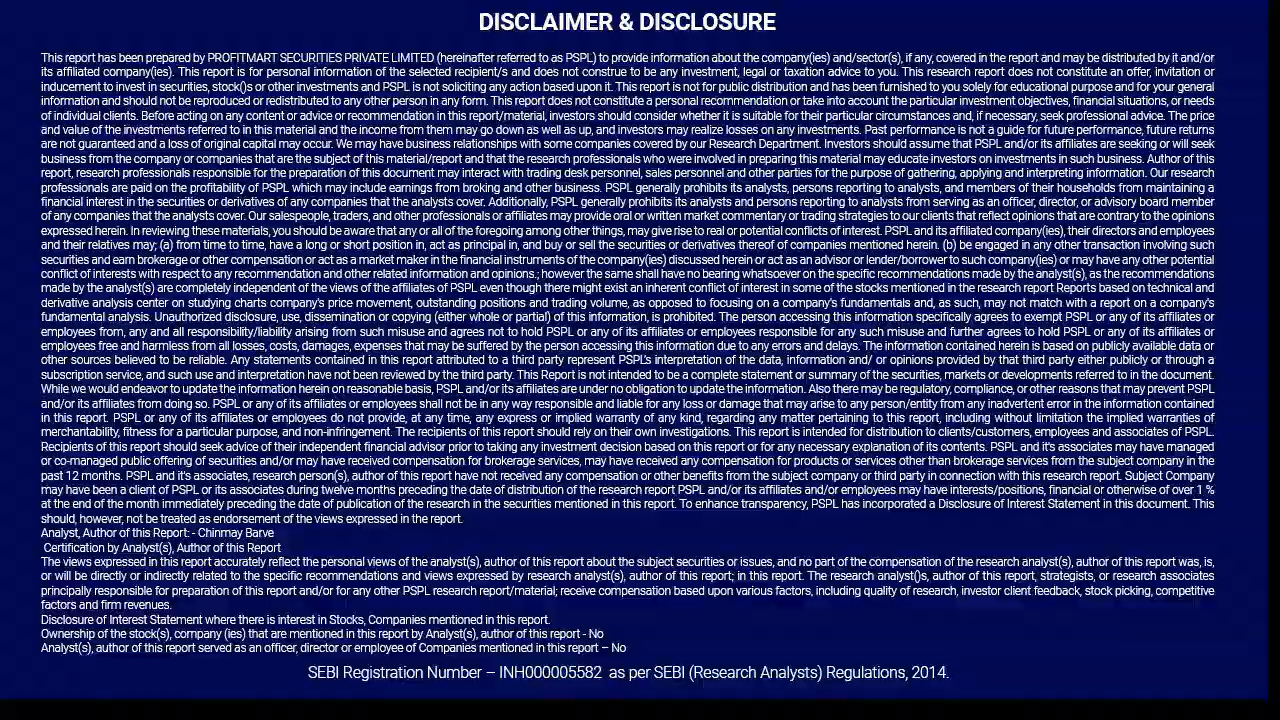 DISCLAIMER & DISCLOSURE
This report has been prepared by PROFITMART SECURITIES PRIVATE LIMITED (hereinafter referred to as PSPL) to provide information about the company(ies) and/or sector(s), if any, covered in the report and may be distributed by it and/or
its affiliated company(ies). This report is for personal information of the selected recipient/s and does not construe to be any investment, legal or taxation advice to you. This research report does not constitute an offer, invitation or
inducement to invest in securities, stock()s or other investments and PSPL is not soliciting any action based upon it. This report is not for public distribution and has been furnished to you solely for educational purpose and for your general
information and should not be reproduced or redistributed to any other person in any form. This report does not constitute a personal recommendation or take into account the particular investment objectives, financial situations, or needs
of individual clients. Before acting on any content or advice or recommendation in this report/material, investors should consider whether it is suitable for their particular circumstances and, if necessary, seek professional advice. The price
and value of the investments referred to in this material and the income from them may go down as well as up, and investors may realize losses on any investments. Past performance is not a guide for future performance, future returns
are not guaranteed and a loss of original capital may occur. We may have business relationships with some companies covered by our Research Department. Investors should assume that PSPL and/or its affiliates are seeking or will seek
business from the company or companies that are the subject of this material/report and that the research professionals who were involved in preparing this material may educate investors on investments in such business. Author of this
report, research professionals responsible for the preparation of this document may interact with trading desk personnel, sales personnel and other parties for the purpose of gathering, applying and interpreting information. Our research
professionals are paid on the profitability of PSPL which may include earnings from broking and other business. PSPL generally prohibits its analysts, persons reporting to analysts, and members of their households from maintaining a
financial interest in the securities or derivatives of any companies that the analysts cover. Additionally, PSPL generally prohibits its analysts and persons reporting to analysts from serving as an officer, director, or advisory board member
of any companies that the analysts cover. Our salespeople, traders, and other professionals or affiliates may provide oral or written market commentary or trading strategies to our clients that reflect opinions that are contrary to the opinions
expressed herein. In reviewing these materials, you should be aware that any or all of the foregoing among other things, may give rise to real or potential conflicts of interest. PSPL and its affiliated company(ies), their directors and employees
and their relatives may; (a) from time to time, have a long or short position in, act as principal in, and buy or sell the securities or derivatives thereof of companies mentioned herein. (b) be engaged in any other transaction involving such
securities and earn brokerage or other compensation or act as a market maker in the financial instruments of the company(ies) discussed herein or act as an advisor or lender/borrower to such company(ies) or may have any other potential
conflict of interests with respect to any recommendation and other related information and opinions.; however the same shall have no bearing whatsoever on the specific recommendations made by the analyst(s), as the recommendations
made by the analyst(s) are completely independent of the views of the affiliates of PSPL even though there might exist an inherent conflict of interest in some of the stocks mentioned in the research report Reports based on technical and
derivative analysis center on studying charts company's price movement, outstanding positions and trading volume, as opposed to focusing on a company's fundamentals and, as such, may not match with a report on a company's
fundamental analysis. Unauthorized disclosure, use, dissemination or copying (either whole or partial) of this information, is prohibited. The person accessing this information specifically agrees to exempt PSPL or any of its affiliates or
employees from, any and all responsibility/liability arising from such misuse and agrees not to hold PSPL or any of its affiliates or employees responsible for any such misuse and further agrees to hold PSPL or any of its affiliates or
employees free and harmless from all losses, costs, damages, expenses that may be suffered by the person accessing this information due to any errors and delays. The information contained herein is based on publicly available data or
other sources believed to be reliable. Any statements contained in this report attributed to a third party represent PSPL's interpretation of the data, information and/ or opinions provided by that third party either publicly or through a
subscription service, and such use and interpretation have not been reviewed by the third party. This Report is not intended to be a complete statement or summary of the securities, markets or developments referred to in the document.
While we would endeavor to update the information herein on reasonable basis, PSPL and/or its affiliates are under no obligation to update the information. Also there may be regulatory, compliance, or other reasons that may prevent PSPL
and/or its affiliates from doing so. PSPL or any of its affiliates or employees shall not be in any way responsible and liable for any loss or damage that may arise to any person/entity from any inadvertent error in the information contained
in this report. PSPL or any of its affiliates or employees do not provide, at any time, any express or implied warranty of any kind, regarding any matter pertaining to this report, including without limitation the implied warranties of
merchantability, fitness for a particular purpose, and non-infringement. The recipients of this report should rely on their own investigations. This report is intended for distribution to clients/customers, employees and associates of PSPL.
Recipients of this report should seek advice of their independent financial advisor prior to taking any investment decision based on this report or for any necessary explanation of its contents. PSPL and it's associates may have managed
or co-managed public offering of securities and/or may have received compensation for brokerage services, may have received any compensation for products or services other than brokerage services from the subject company in the
past 12 months. PSPL and it's associates, research person(s), author of this report have not received any compensation or other benefits from the subject company or third party in connection with this research report. Subject Company
may have been a client of PSPL or its associates during twelve months preceding the date of distribution of the research report PSPL and/or its affiliates and/or employees may have interests/positions, financial or otherwise of over 1 %
at the end of the month immediately preceding the date of publication of the research in the securities mentioned in this report. To enhance transparency, PSPL has incorporated a Disclosure of Interest Statement in this document. This
should, however, not be treated as endorsement of the views expressed in the report.
Analyst, Author of this Report: - Chinmay Barve
Certification by Analyst(s), Author of this Report
The views expressed in this report accurately reflect the personal views of the analyst(s), author of this report about the subject securities or issues, and no part of the compensation of the research analyst(s), author of this report was, is,
or will be directly or indirectly related to the specific recommendations and views expressed by research analyst(s), author of this report; in this report. The research analyst()s, author of this report, strategists, or research associates
principally responsible for preparation of this report and/or for any other PSPL research report/material; receive compensation based upon various factors, including quality of research, investor client feedback, stock picking, competitive
factors and firm revenues.
Disclosure of Interest Statement where there is interest in Stocks, Companies mentioned in this report.
Ownership of the stock(s), company (ies) that are mentioned in this report by Analyst(s), author of this report - No
Analyst(s), author of this report served as an officer, director or employee of Companies mentioned in this report – No
SEBI Registration Number – INH000005582 as per SEBI (Research Analysts) Regulations, 2014.